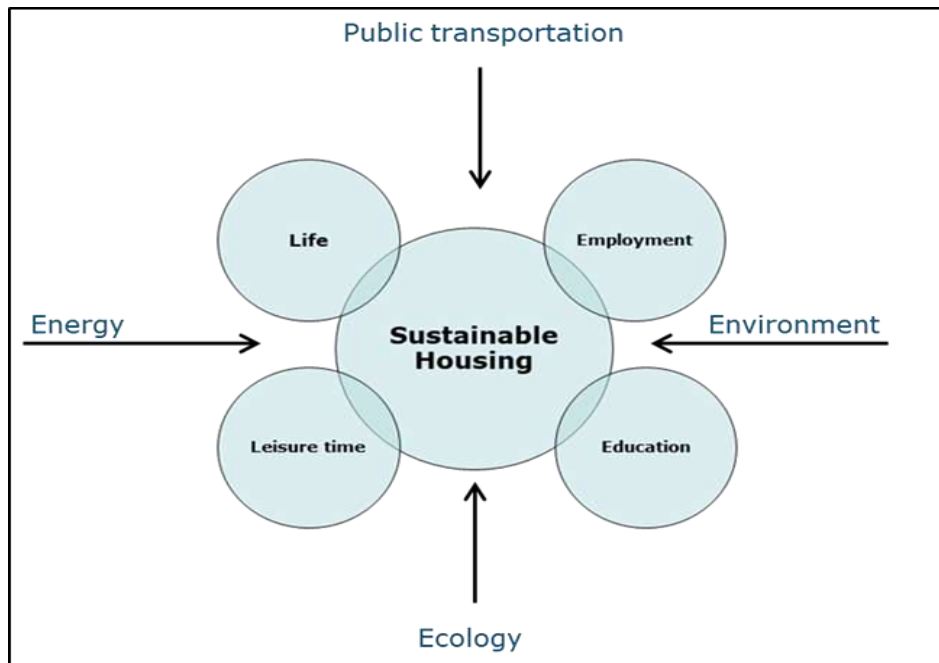 Public transportation
Life
Employment
Energy
Sustainable
Housing
Environment
Leisure time
Education
Ecology